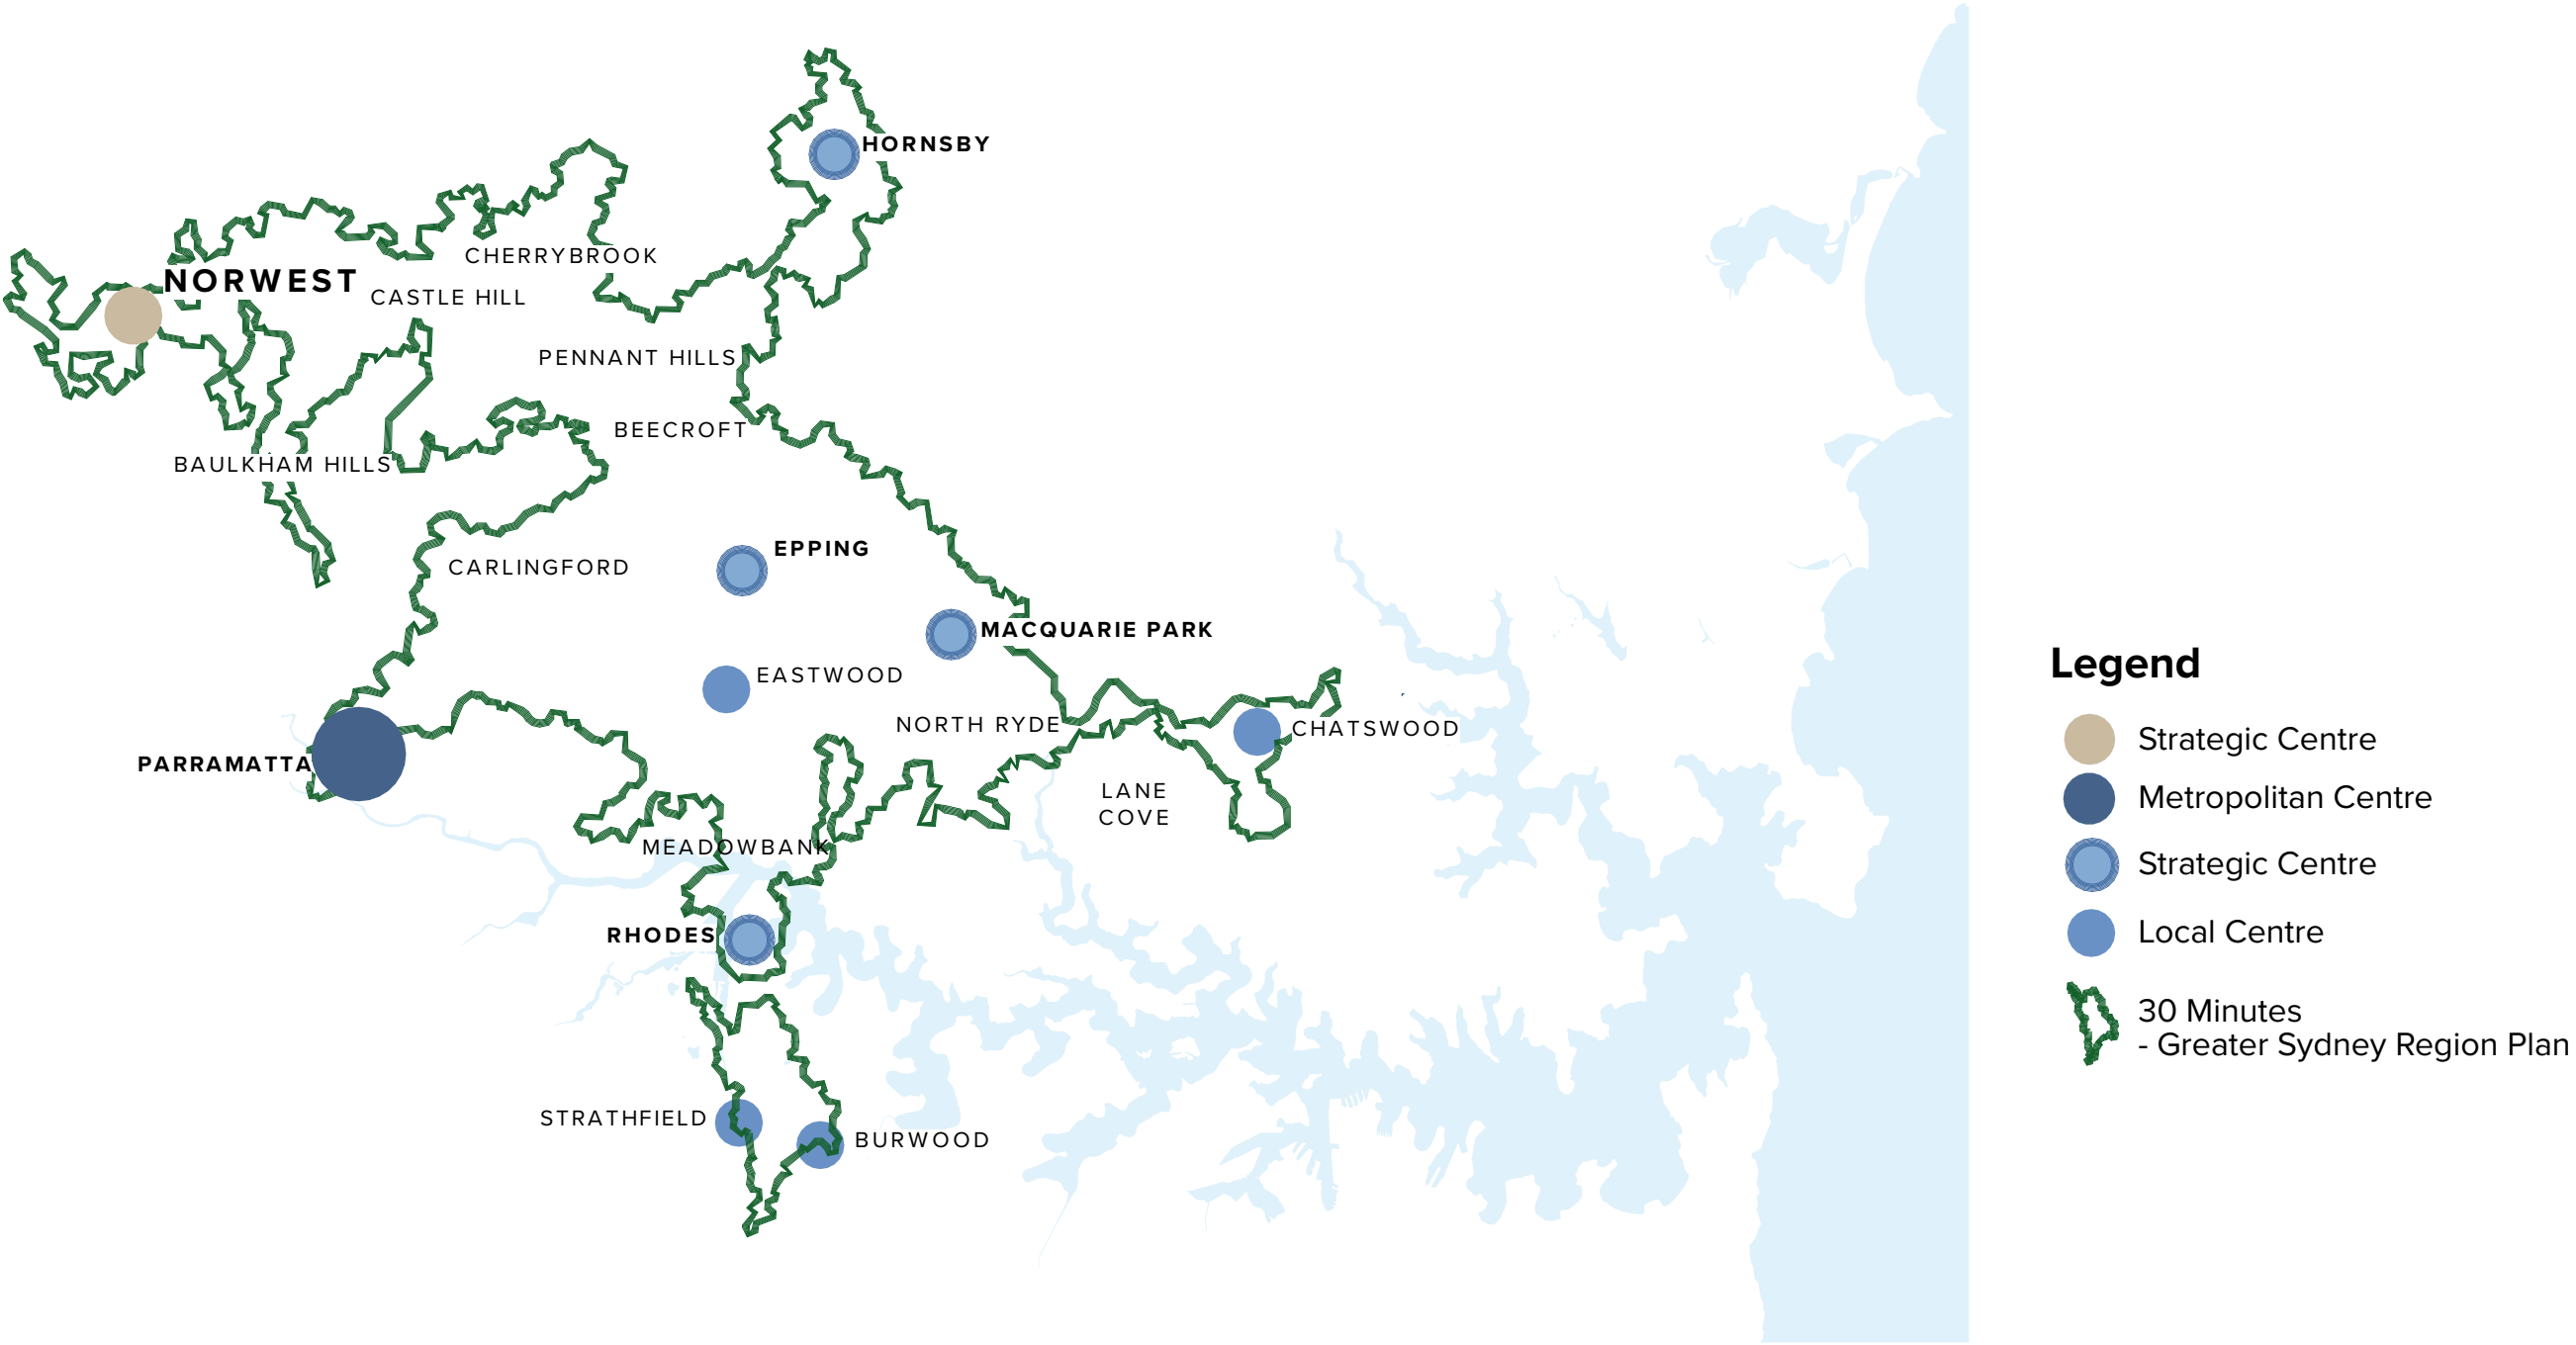 HORNSBY
CHERRYBROOK
NORWEST
CASTLE HILL
PENNANT HILLS
BEECROFT
BAULKHAM HILLS
EPPING
CARLINGFORD
MACQUARIE PARK
EASTWOOD
NORTH RYDE
CHATSWOOD
PARRAMATTA
LANE
COVE
MEADOWBANK
RHODES
STRATHFIELD
BURWOOD
Legend
Strategic Centre
Metropolitan Centre
Strategic Centre
Local Centre
30 Minutes
- Greater Sydney Region Plan